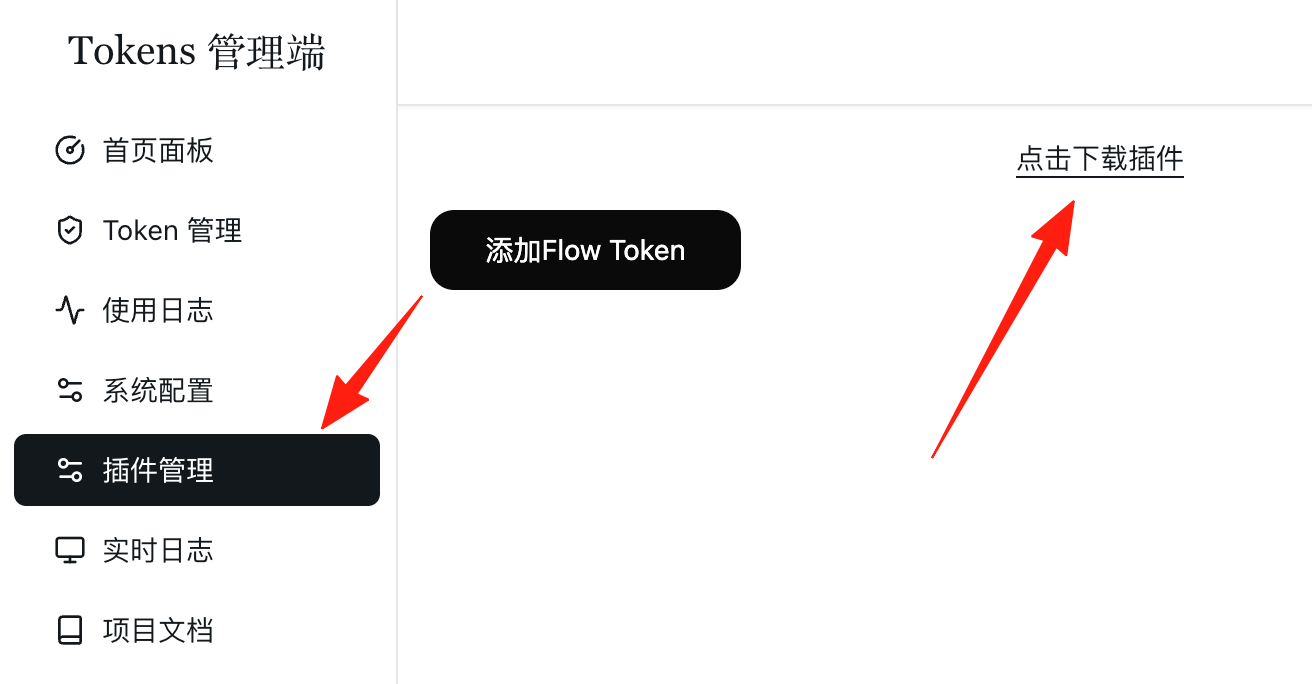 Tokens 管理端
首页面板
Token 管理
使用日志
系统配置
插件管理
实时日志
项目文档
点击下载插件
添加Flow Token